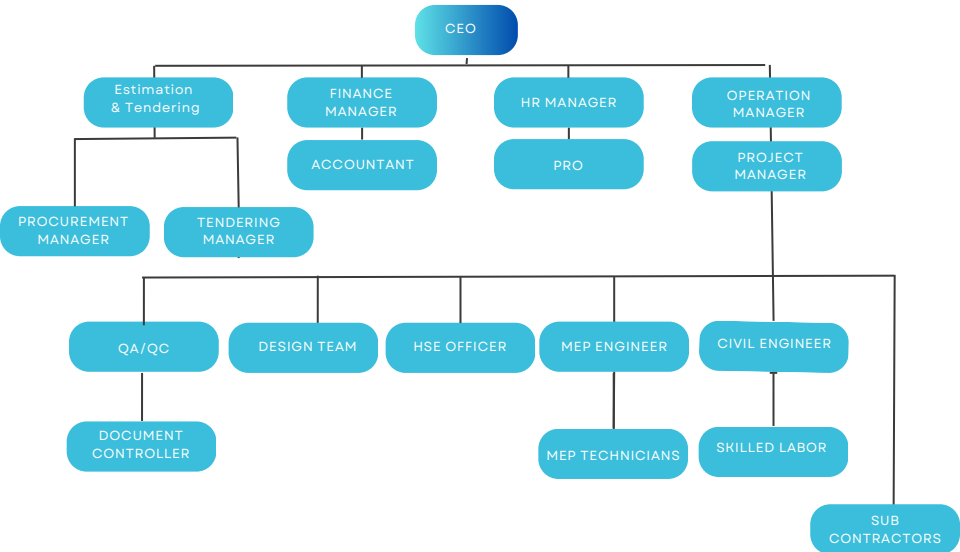 CEO
Estimation
& Tendering
FINANCE
MANAGER
HR MANAGER
OPERATION
MANAGER
ACCOUNTANT
PRO
PROJECT
MANAGER
PROCUREMENT
MANAGER
TENDERING
MANAGER
QA/QC
DESIGN TEAM
HSE OFFICER
MEP ENGINEER
CIVIL ENGINEER
DOCUMENT
CONTROLLER
MEP TECHNICIANS
SKILLED LABOR
SUB
CONTRACTORS